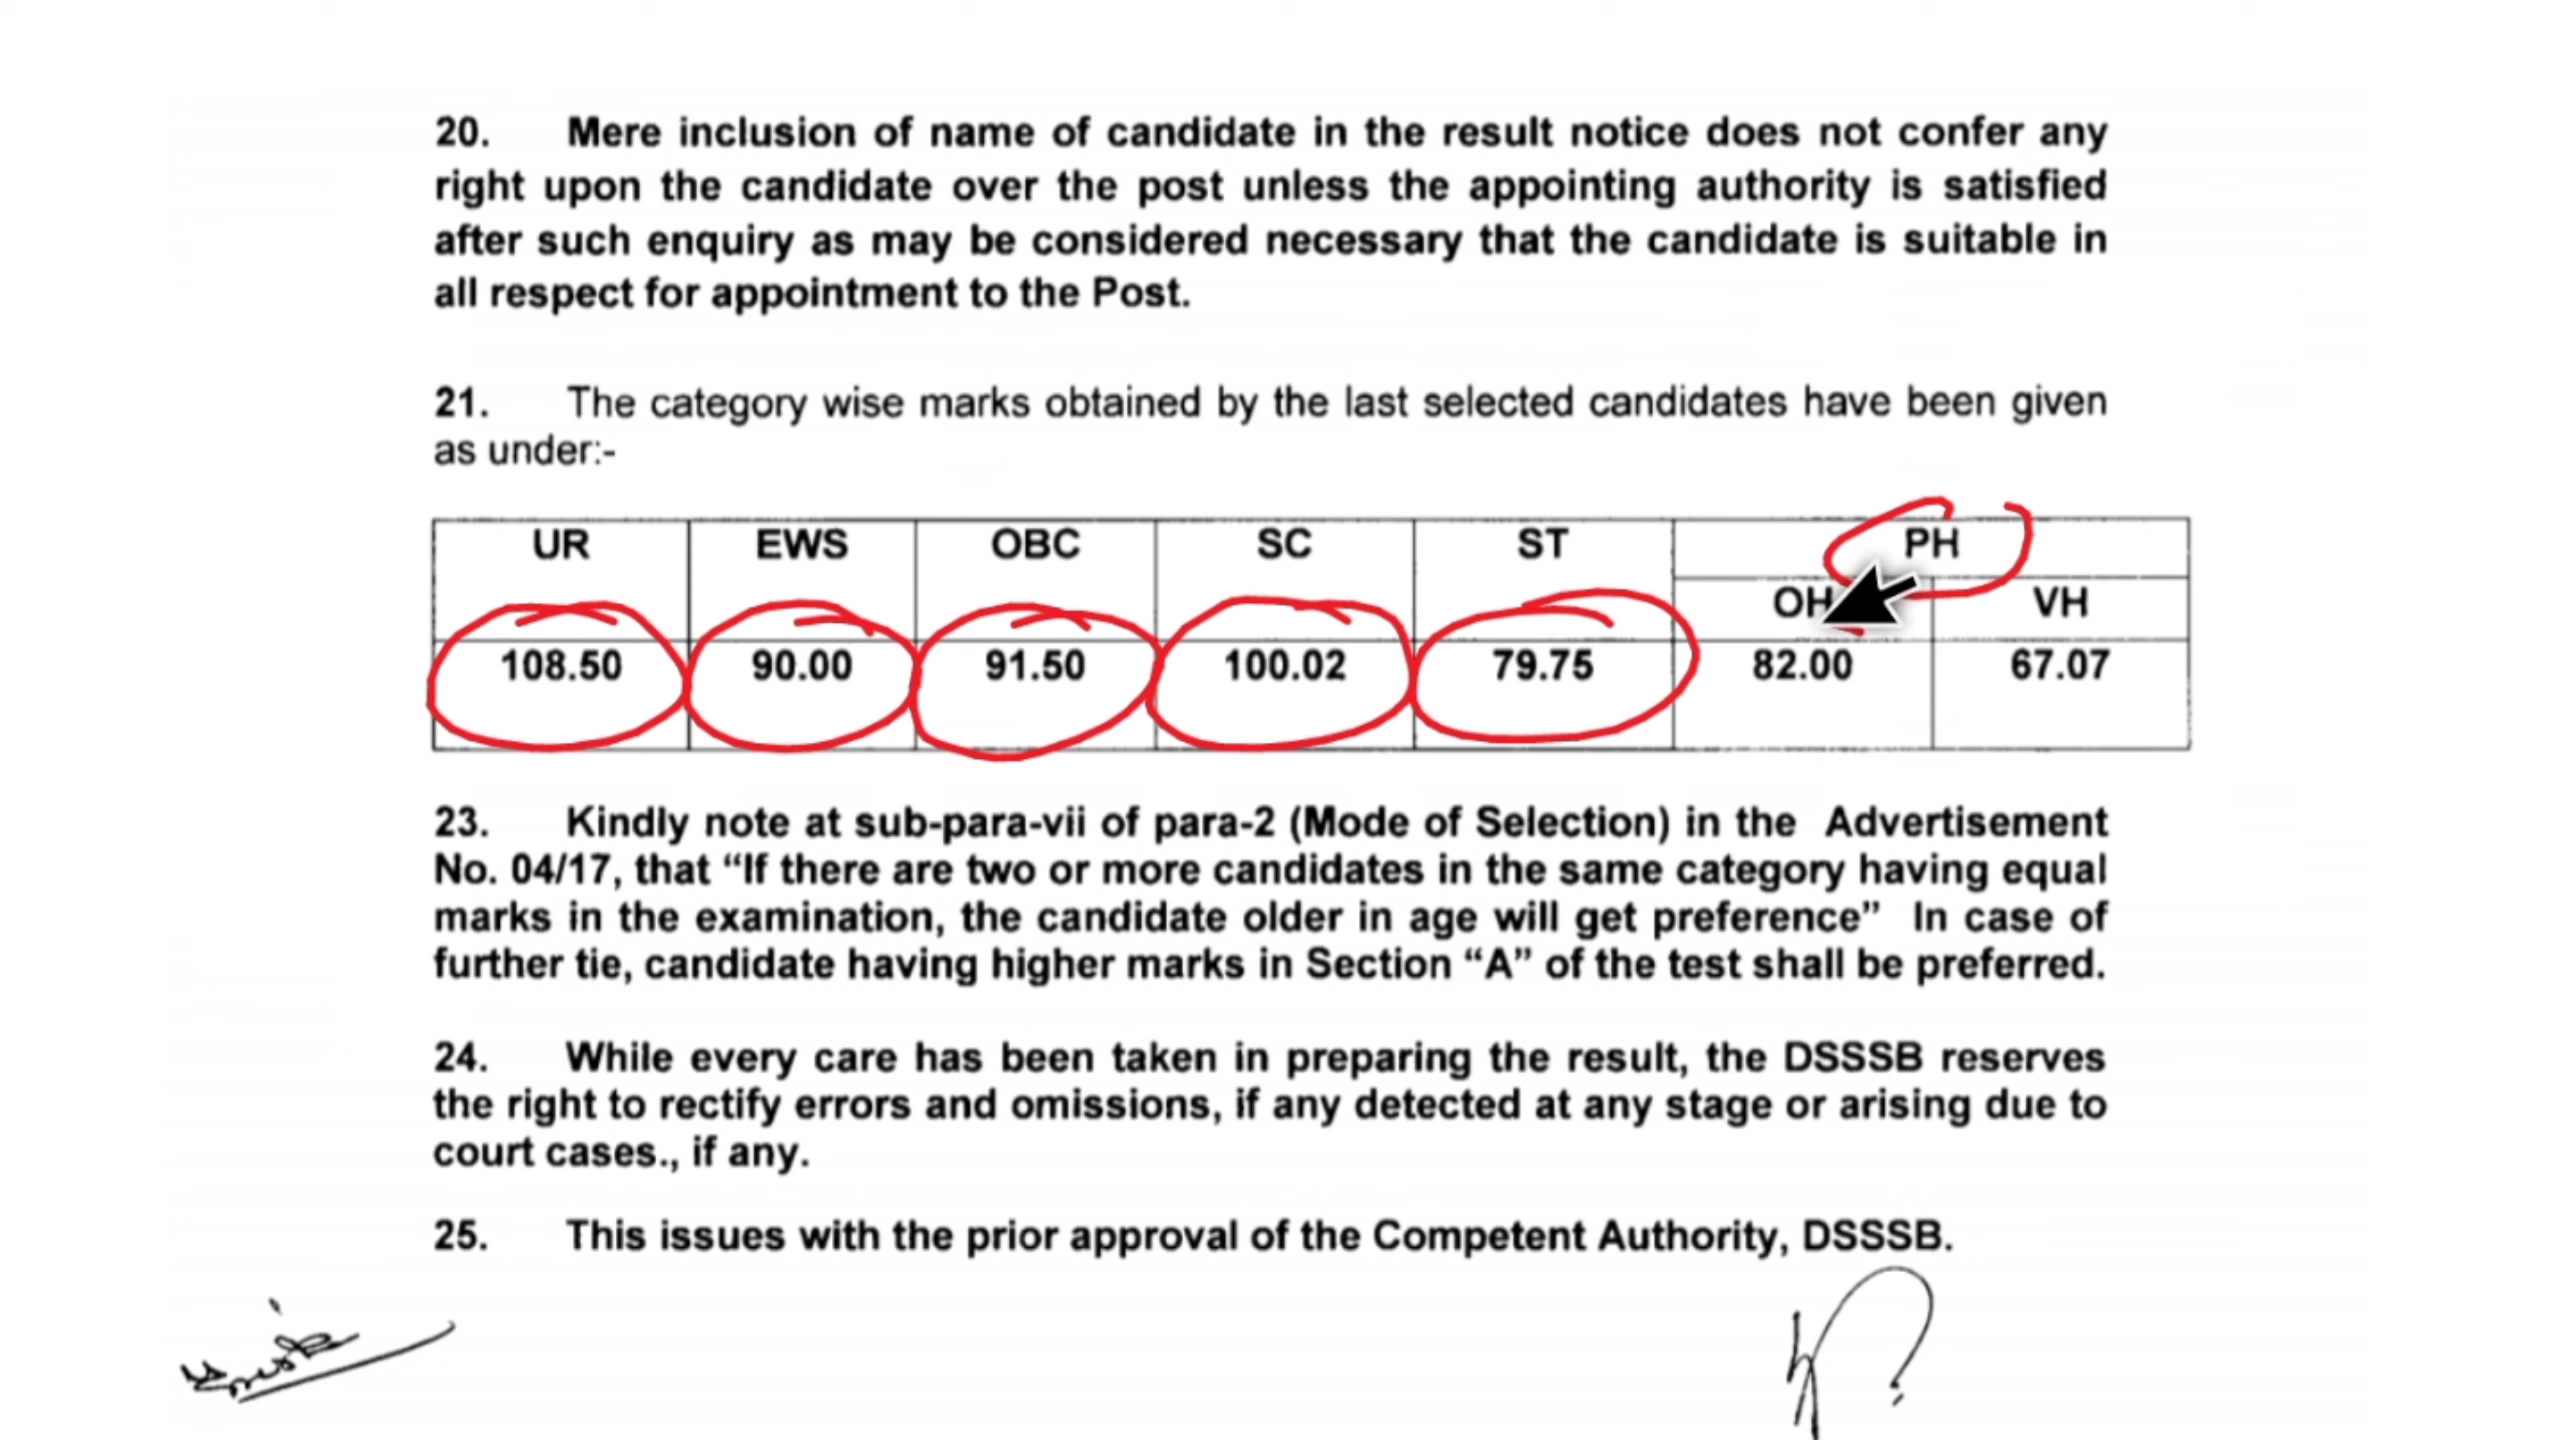 20. Mere inclusion of name of candidate in the result notice does not confer any
right upon the candidate over the post unless the appointing authority is satisfied
after such enquiry as may be considered necessary that the candidate is suitable in
all respect for appointment to the Post.
21. The category wise marks obtained by the last selected candidates have been given
as under:-
UR EWS OBC SC ST PH
OH VH
108.50 90.00 91.50 100.02 79.75 82.00 67.07
23. Kindly note at sub-para-vii of para-2 (Mode of Selection) in the Advertisement
No. 04/17, that “If there are two or more candidates in the same category having equal
marks in the examination, the candidate older in age will get preference” In case of
further tie, candidate having higher marks in Section “A” of the test shall be preferred.
24. While every care has been taken in preparing the result, the DSSSB reserves
the right to rectify errors and omissions, if any detected at any stage or arising due to
court cases., if any.
25. This issues with the prior approval of the Competent Authority, DSSSB.